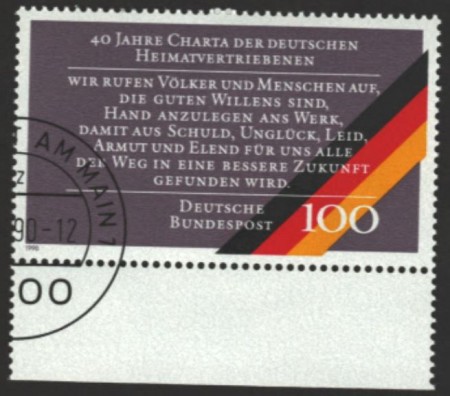 40 JAHRE CHARTA DER DEUTSCHEN
HEIMATVERTRIEBENEN
WIR RUFEN VÖLKER UND MENSCHEN AUF,
DIE GUTEN WILLENS SIND,
HAND ANZULEGEN ANS WERK,
DAMIT AUS SCHULD, UNGLÜCK, LEID,
ARMUT UND ELEND FÜR UNS ALLE
DER WEG IN EINE BESSERE ZUKUNFT
GEFUNDEN WIRD.
DEUTSCHE
BUNDESPOST 100
1990
AM MAIN 1
z
90-12
00